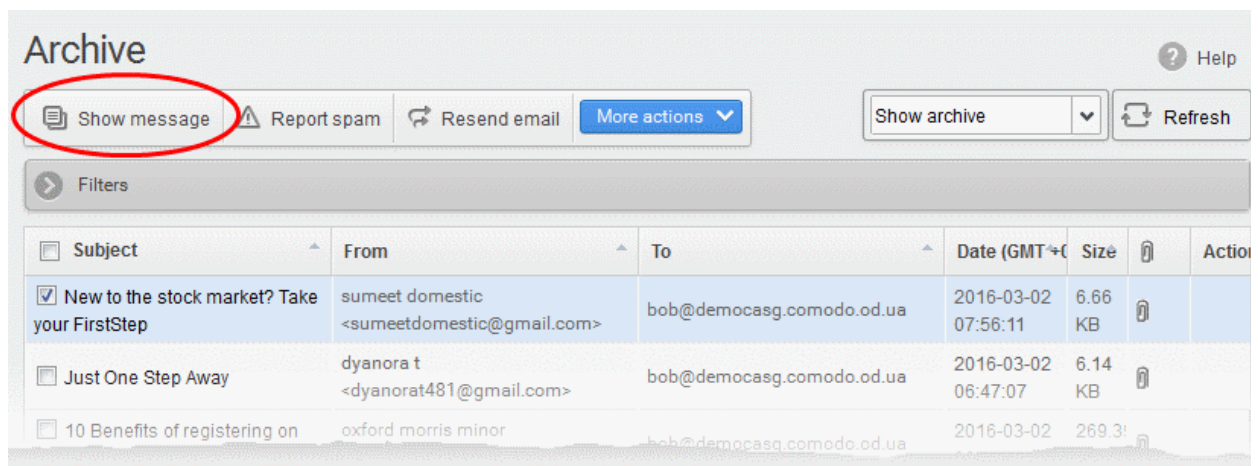 Archive
Help
Show message Report spam Resend email More actions Show archive Refresh
Filters
Subject From To Date (GMT +0 Size Action
New to the stock market? Take sumeet domestic 2016-03-02 6.66
your FirstStep <sumeetdomestic@gmail.com> bob@democasg.comodo.od.ua 07:56:11 KB
Just One Step Away dyanora t bob@democasg.comodo.od.ua 2016-03-02 6.14
<dyanorat481@gmail.com> 06:47:07 KB
10 Benefits of registering on oxford morris minor bob@democasg.comodo.od.ua 2016-03-02 269.3